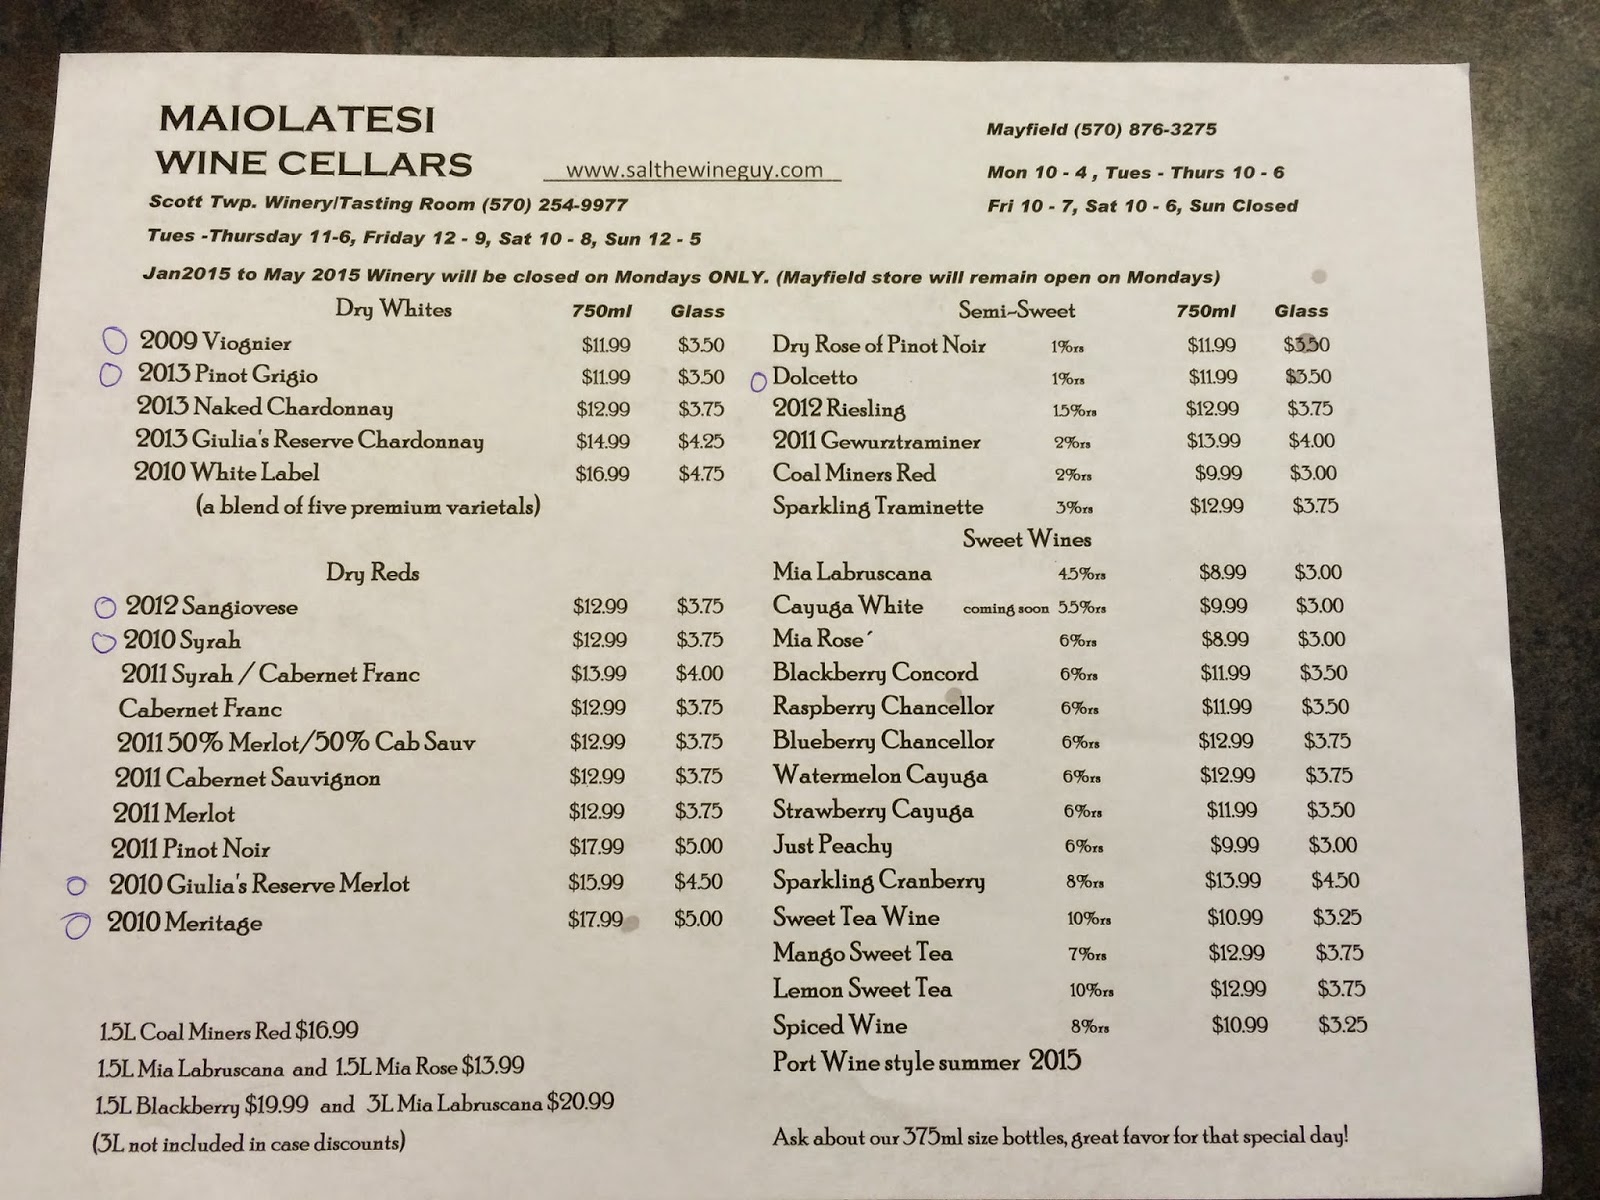 MAIOLATESI
WINE CELLARS
www.salthewineguy.com
Scott Twp. Winery/Tasting Room (570) 254-9977
Tues -Thursday 11-6, Friday 12 - 9, Sat 10 - 8, Sun 12 - 5
Mayfield (570) 876-3275
Mon 10 - 4 , Tues - Thurs 10 - 6
Fri 10 - 7, Sat 10 - 6, Sun Closed
Jan2015 to May 2015 Winery will be closed on Mondays ONLY. (Mayfield store will remain open on Mondays)
Dry Whites 750ml Glass
2009 Viognier $11.99 $3.50
2013 Pinot Grigio $11.99 $3.50
2013 Naked Chardonnay $12.99 $3.75
2013 Giulia's Reserve Chardonnay $14.99 $4.25
2010 White Label $16.99 $4.75
(a blend of five premium varietals)
Dry Reds
2012 Sangiovese $12.99 $3.75
2010 Syrah $12.99 $3.75
2011 Syrah / Cabernet Franc $13.99 $4.00
Cabernet Franc $12.99 $3.75
2011 50% Merlot/50% Cab Sauv $12.99 $3.75
2011 Cabernet Sauvignon $12.99 $3.75
2011 Merlot $12.99 $3.75
2011 Pinot Noir $17.99 $5.00
2010 Giulia's Reserve Merlot $15.99 $4.50
2010 Meritage $17.99 $5.00
1.5L Coal Miners Red $16.99
1.5L Mia Labruscana and 1.5L Mia Rose $13.99
1.5L Blackberry $19.99 and 3L Mia Labruscana $20.99
(3L not included in case discounts)
Semi-Sweet 750ml Glass
Dry Rose of Pinot Noir 1%rs $11.99 $3.50
Dolcetto 1%rs $11.99 $3.50
2012 Riesling 1.5%rs $12.99 $3.75
2011 Gewurztraminer 2%rs $13.99 $4.00
Coal Miners Red 2%rs $9.99 $3.00
Sparkling Traminette 3%rs $12.99 $3.75
Sweet Wines
Mia Labruscana 4.5%rs $8.99 $3.00
Cayuga White coming soon 5.5%rs $9.99 $3.00
Mia Rose´ 6%rs $8.99 $3.00
Blackberry Concord 6%rs $11.99 $3.50
Raspberry Chancellor 6%rs $11.99 $3.50
Blueberry Chancellor 6%rs $12.99 $3.75
Watermelon Cayuga 6%rs $12.99 $3.75
Strawberry Cayuga 6%rs $11.99 $3.50
Just Peachy 6%rs $9.99 $3.00
Sparkling Cranberry 8%rs $13.99 $4.50
Sweet Tea Wine 10%rs $10.99 $3.25
Mango Sweet Tea 7%rs $12.99 $3.75
Lemon Sweet Tea 10%rs $12.99 $3.75
Spiced Wine 8%rs $10.99 $3.25
Port Wine style summer 2015
Ask about our 375ml size bottles, great favor for that special day!